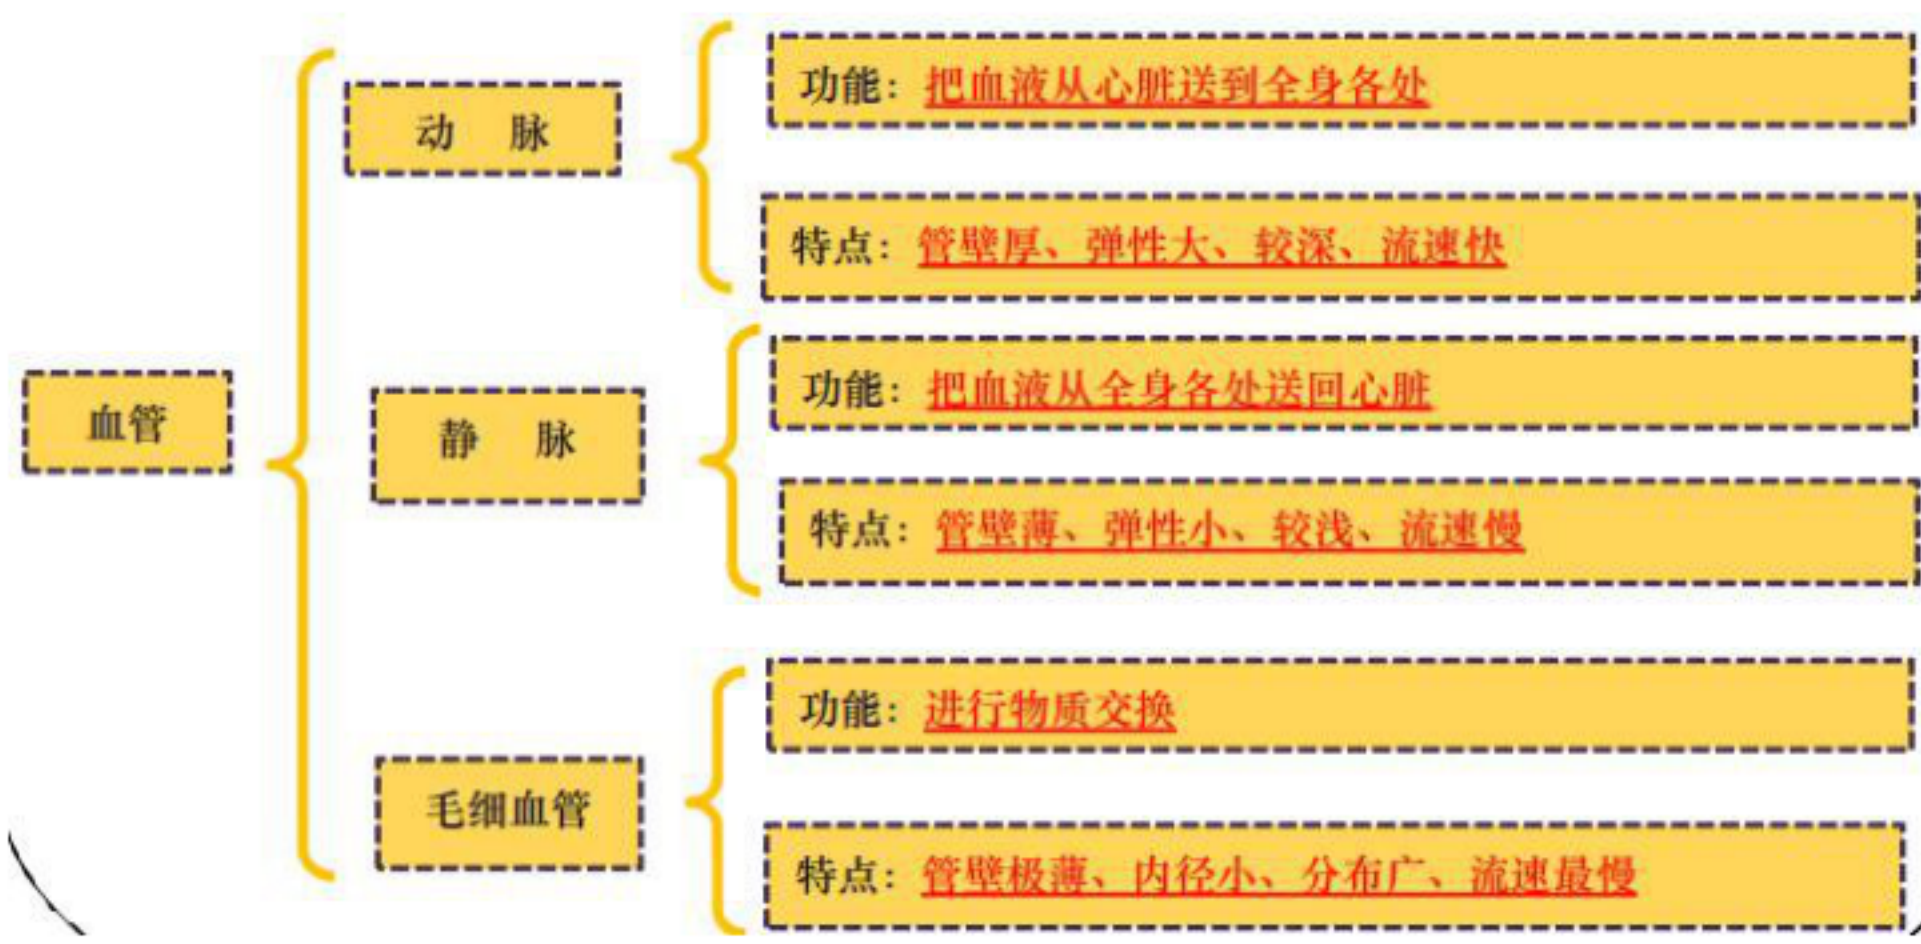 血管
动 脉
功能：把血液从心脏送到全身各处
特点：管壁厚、弹性大、较深、流速快
静 脉
功能：把血液从全身各处送回心脏
特点：管壁薄、弹性小、较浅、流速慢
毛细血管
功能：进行物质交换
特点：管壁极薄、内径小、分布广、流速最慢